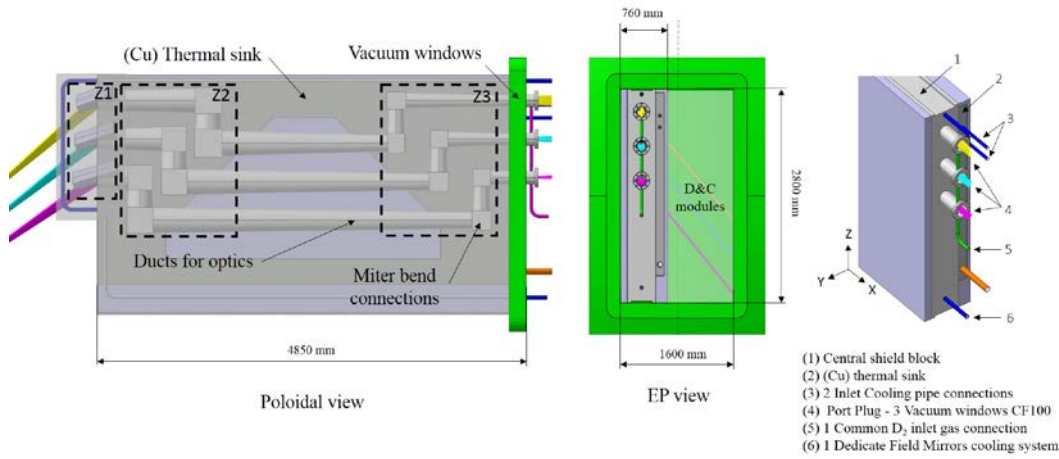 (Cu) Thermal sink
Vacuum windows
Z1
Z2
Z3
Ducts for optics
Miter bend
connections
4850 mm
Poloidal view
760 mm
D&C
modules
2800 mm
1600 mm
EP view
1
2
3
4
5
6
Z
Y
X
(1) Central shield block
(2) (Cu) thermal sink
(3) 2 Inlet Cooling pipe connections
(4) Port Plug - 3 Vacuum windows CF100
(5) 1 Common D₂ inlet gas connection
(6) 1 Dedicate Field Mirrors cooling system